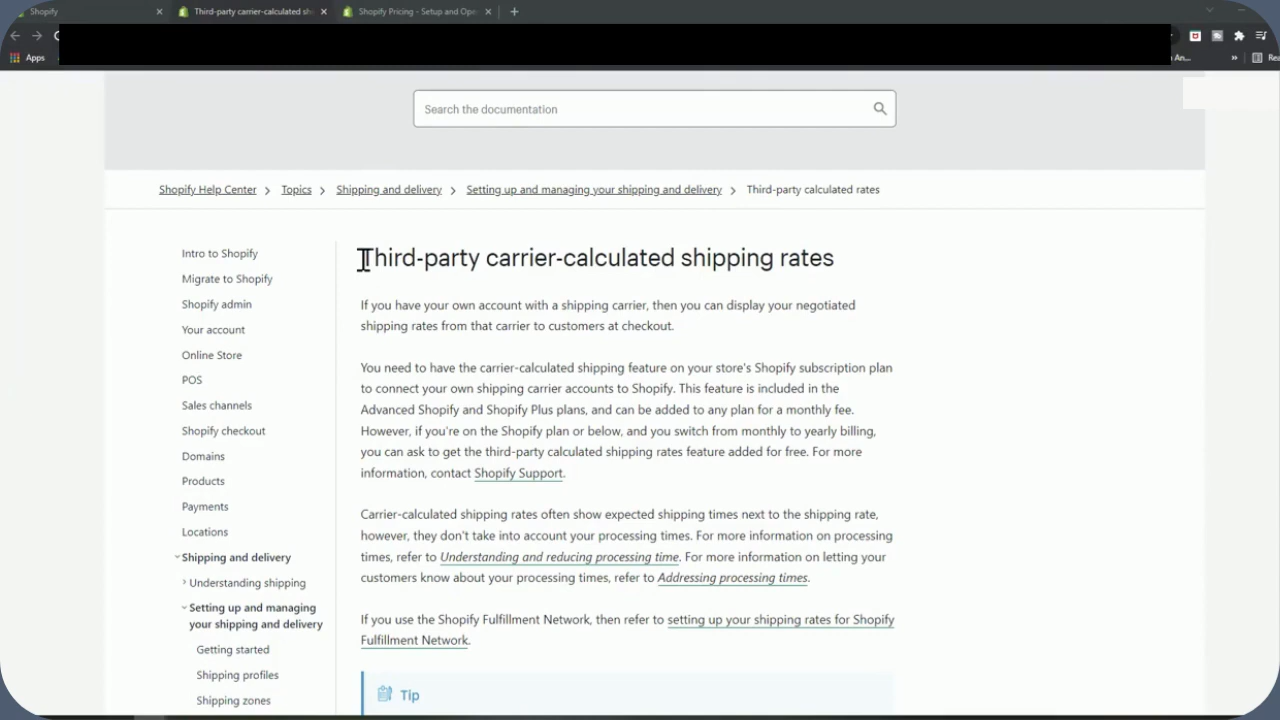 Shopify
Third-party carrier-calculated sh
Shopify Pricing - Setup and Ope
Apps
An...
Search the documentation
Shopify Help Center > Topics > Shipping and delivery > Setting up and managing your shipping and delivery > Third-party calculated rates
Intro to Shopify
Migrate to Shopify
Shopify admin
Your account
Online Store
POS
Sales channels
Shopify checkout
Domains
Products
Payments
Locations
Shipping and delivery
Understanding shipping
Setting up and managing
your shipping and delivery
Getting started
Shipping profiles
Shipping zones
Third-party carrier-calculated shipping rates
If you have your own account with a shipping carrier, then you can display your negotiated
shipping rates from that carrier to customers at checkout.
You need to have the carrier-calculated shipping feature on your store's Shopify subscription plan
to connect your own shipping carrier accounts to Shopify. This feature is included in the
Advanced Shopify and Shopify Plus plans, and can be added to any plan for a monthly fee.
However, if you're on the Shopify plan or below, and you switch from monthly to yearly billing,
you can ask to get the third-party calculated shipping rates feature added for free. For more
information, contact Shopify Support.
Carrier-calculated shipping rates often show expected shipping times next to the shipping rate,
however, they don't take into account your processing times. For more information on processing
times, refer to Understanding and reducing processing time. For more information on letting your
customers know about your processing times, refer to Addressing processing times.
If you use the Shopify Fulfillment Network, then refer to setting up your shipping rates for Shopify
Fulfillment Network.
Tip